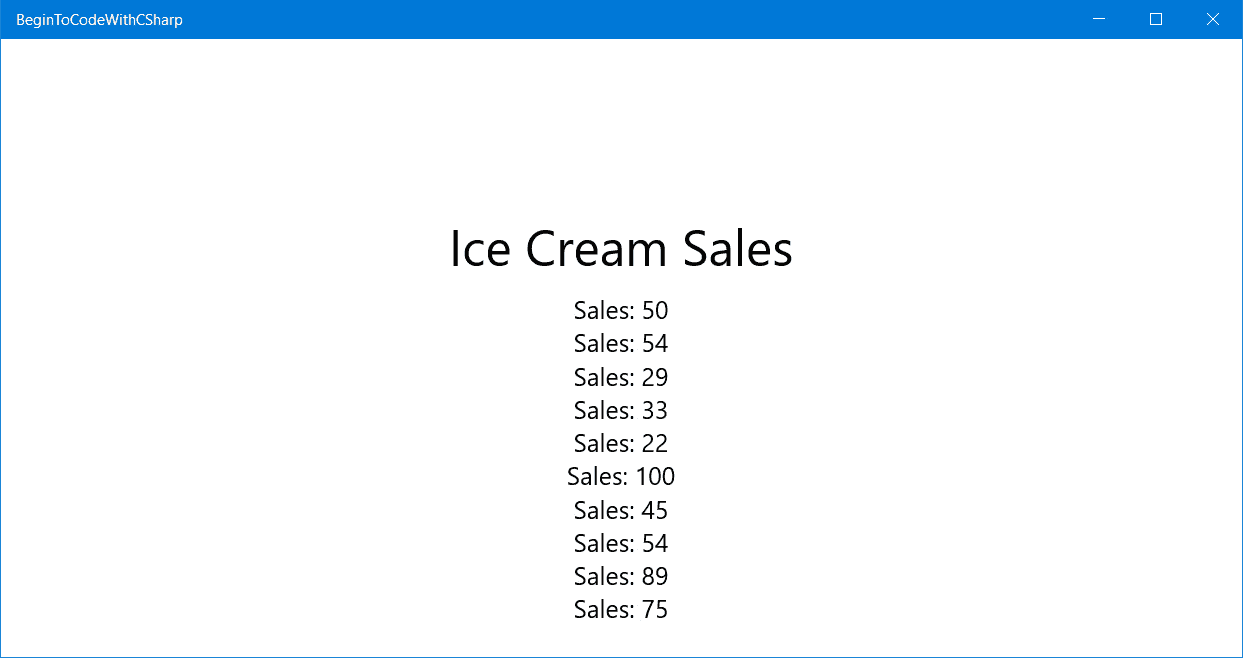 BeginToCodeWithCSharp
Ice Cream Sales
Sales: 50
Sales: 54
Sales: 29
Sales: 33
Sales: 22
Sales: 100
Sales: 45
Sales: 54
Sales: 89
Sales: 75